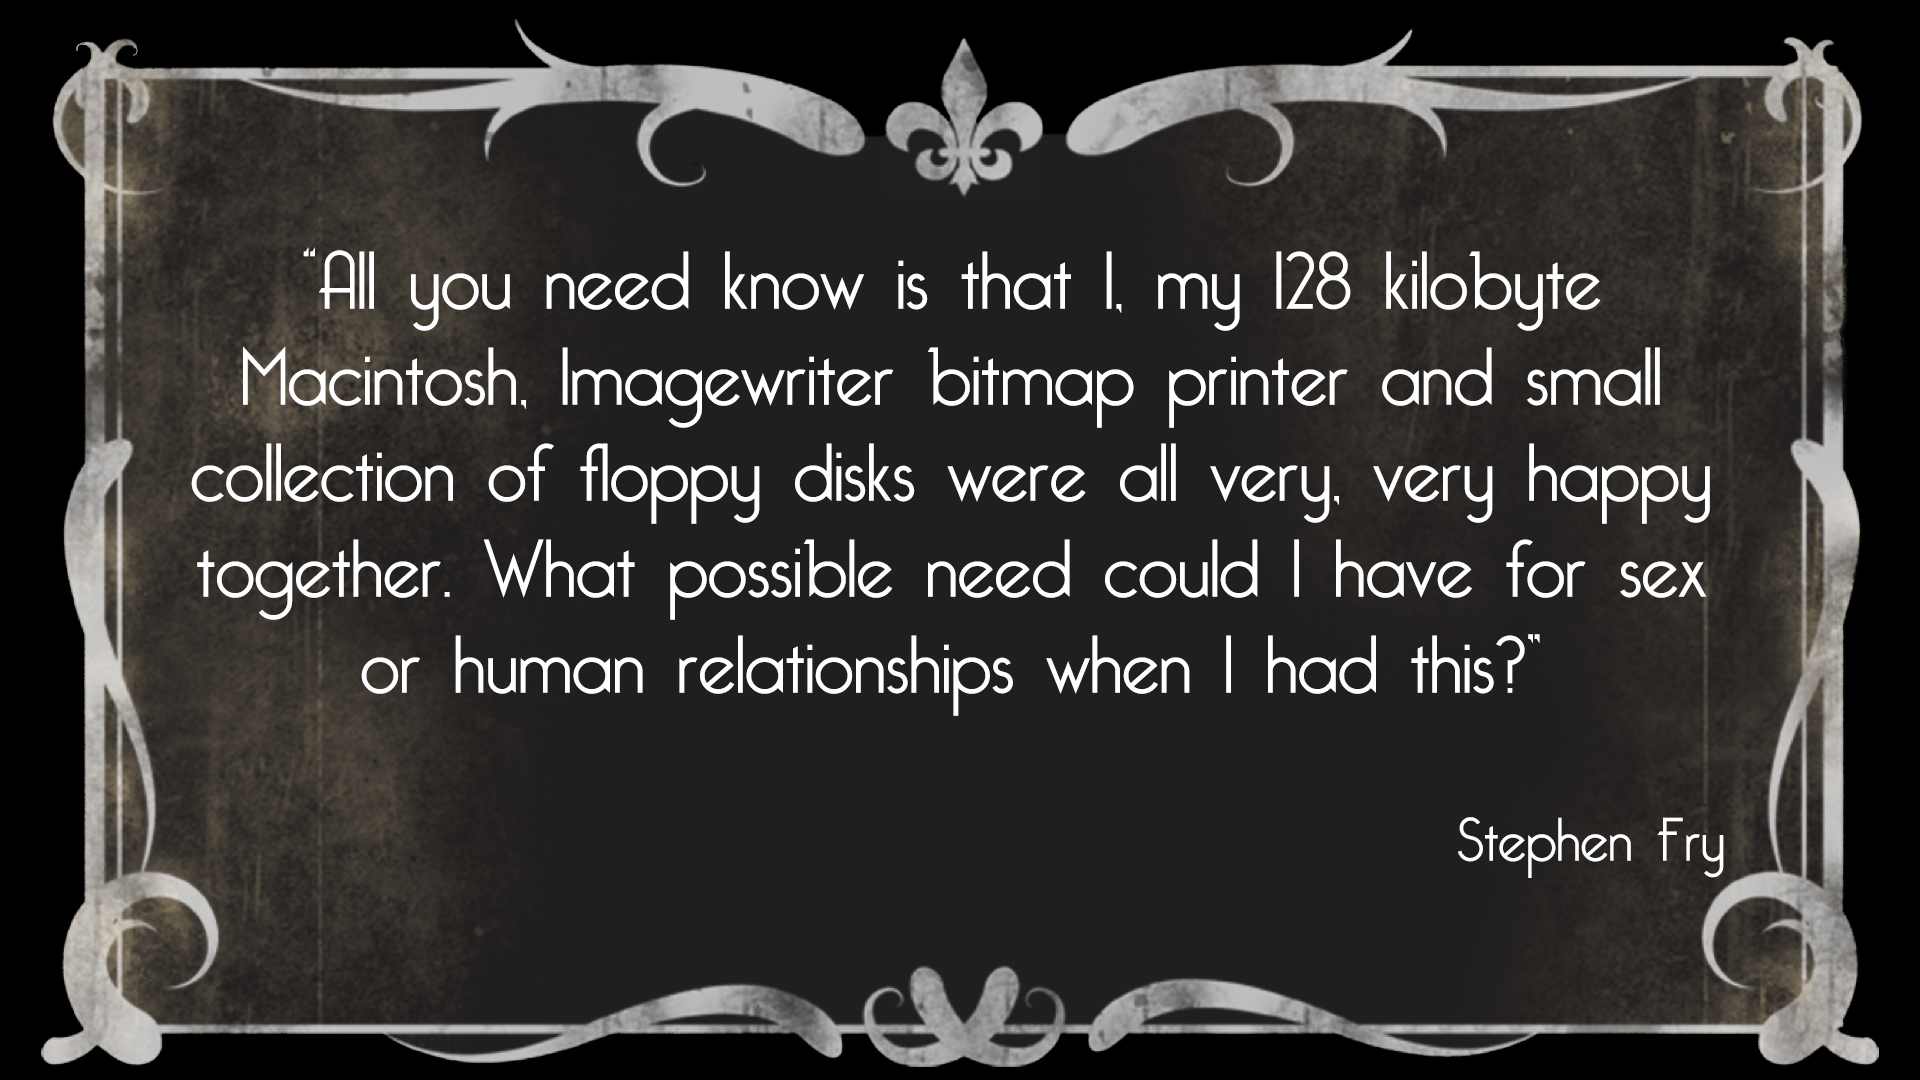 “All you need know is that I, my 128 kilobyte
Macintosh, Imagewriter bitmap printer and small
collection of floppy disks were all very, very happy
together. What possible need could I have for sex
or human relationships when I had this?”
Stephen Fry